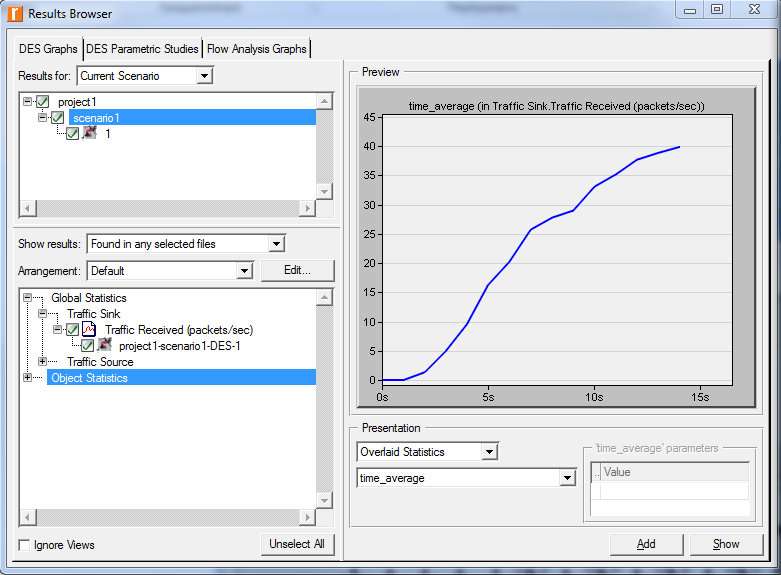 Results Browser
DES Graphs
DES Parametric Studies
Flow Analysis Graphs
Results for:
Current Scenario
project1
scenario1
1
Show results:
Found in any selected files
Arrangement:
Default
Edit...
Global Statistics
Traffic Sink
Traffic Received (packets/sec)
project1-scenario1-DES-1
Traffic Source
Object Statistics
Ignore Views
Unselect All
Preview
time_average (in Traffic Sink.Traffic Received (packets/sec))
45
40
35
30
25
20
15
10
5
0
0s
5s
10s
15s
Presentation
Overlaid Statistics
time_average
'time_average' parameters
..
Value
Add
Show